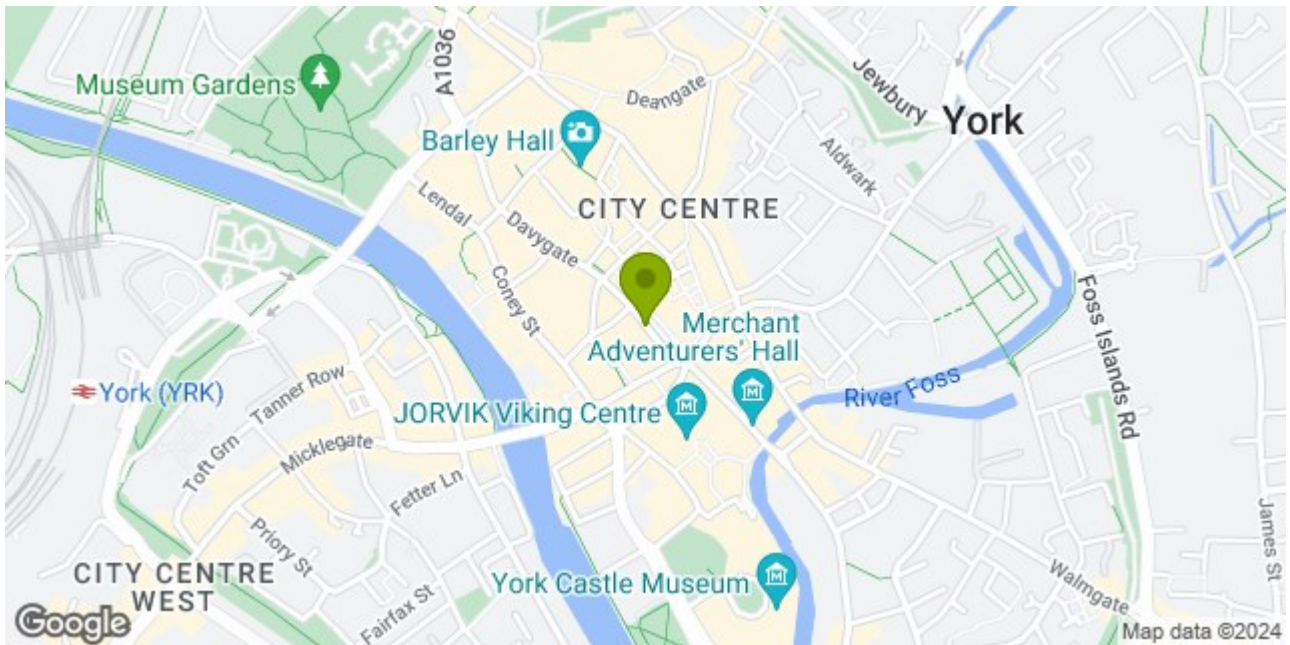 A1036
Museum Gardens
Deangate
Jewbury
York
Barley Hall
Aldwark
Lendal
Davygate
CITY CENTRE
Coney St
Merchant
Adventurers' Hall
Foss Islands Rd
York (YRK)
Tanner Row
River Foss
JORVIK Viking Centre
Micklegate
Toft Grn
Fetter Ln
Priory St
James St
CITY CENTRE
WEST
York Castle Museum
Walmgate
Fairfax St
Google
Map data ©2024